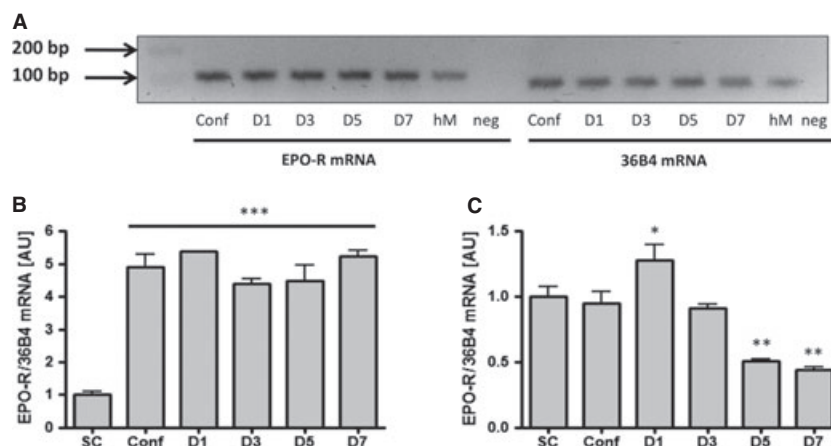 A
200 bp
100 bp
Conf D1 D3 D5 D7 hM neg Conf D1 D3 D5 D7 hM neg
EPO-R mRNA 36B4 mRNA
B
EPO-R/36B4 mRNA [AU]
6
5
4
3
2
1
0
***
SC Conf D1 D3 D5 D7
C
EPO-R/36B4 mRNA [AU]
1.5
1.0
0.5
0.0
*
**
**
SC Conf D1 D3 D5 D7